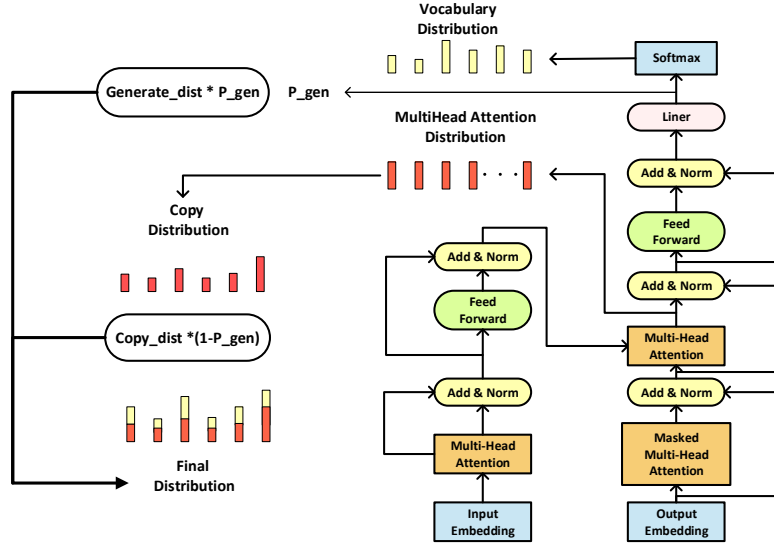 Vocabulary
Distribution
Softmax
Generate_dist * P_gen
P_gen
Liner
MultiHead Attention
Distribution
Add & Norm
Copy
Distribution
Feed
Forward
Add & Norm
Add & Norm
Feed
Forward
Copy_dist *(1-P_gen)
Multi-Head
Attention
Add & Norm
Add & Norm
Multi-Head
Attention
Masked
Multi-Head
Attention
Final
Distribution
Input
Embedding
Output
Embedding